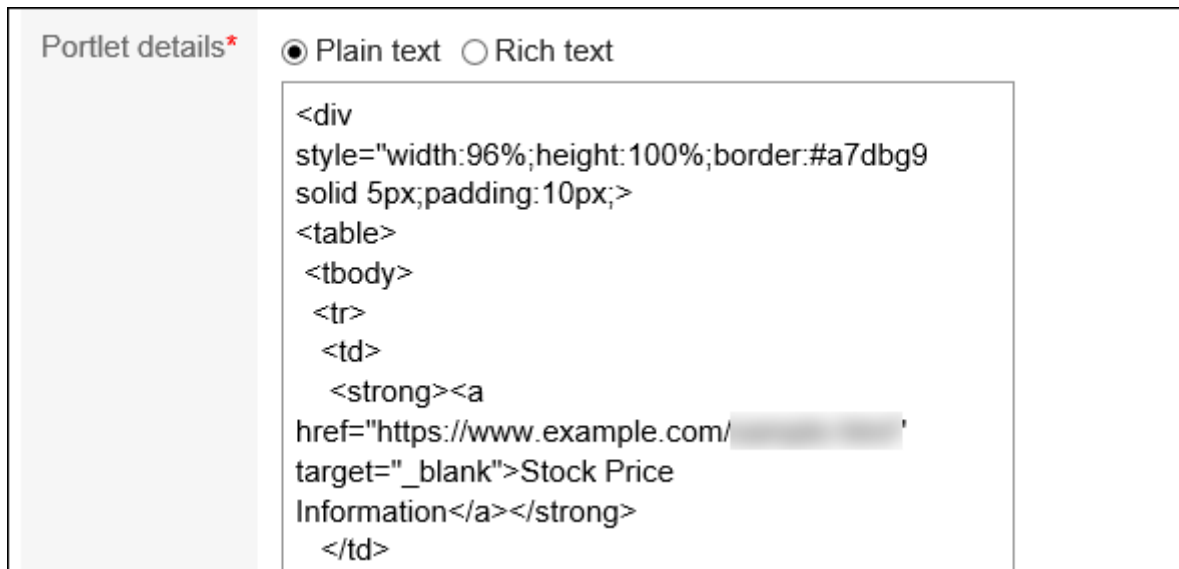 Portlet details* Plain text Rich text
<div
style="width:96%;height:100%;border:#a7dbg9
solid 5px;padding:10px;>
<table>
<tbody>
<tr>
<td>
<strong><a
href="https://www.example.com/ "
target="_blank">Stock Price
Information</a></strong>
</td>